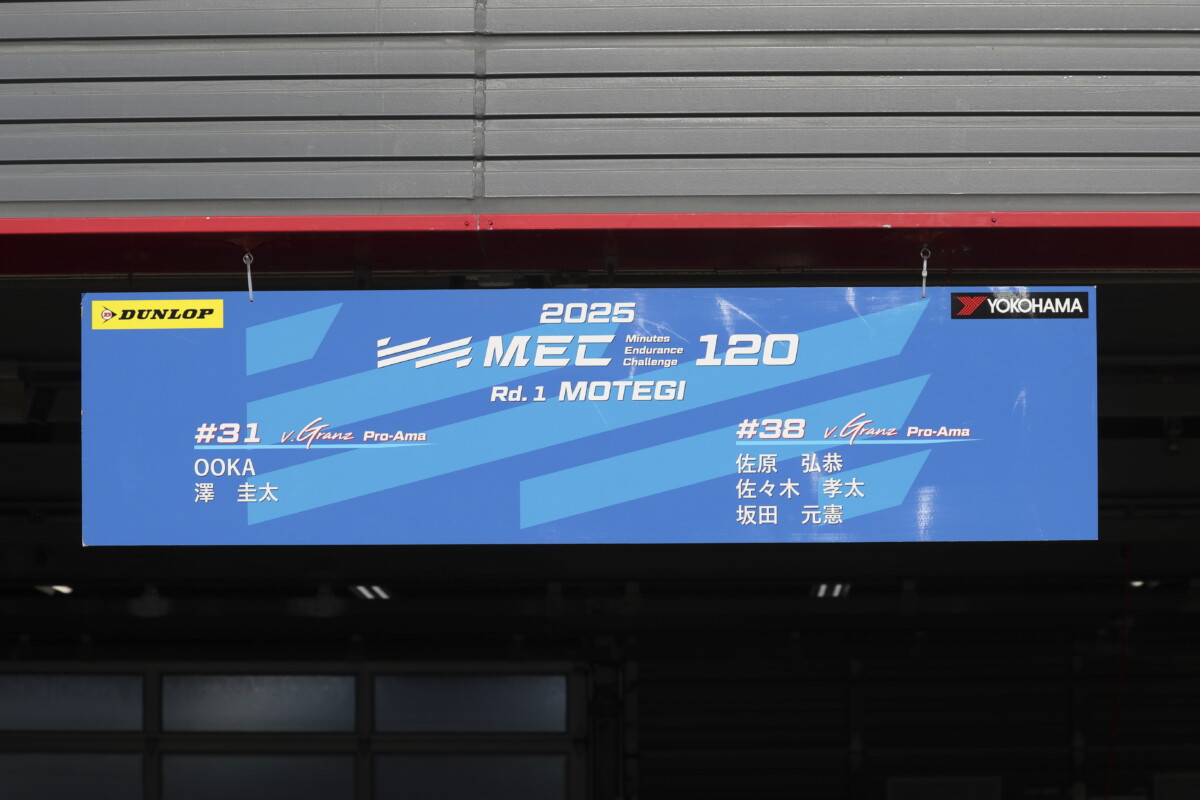 DUNLOP
YOKOHAMA
2025
MEC Minutes Endurance Challenge 120
Rd. 1 MOTEGI
#31 v.Granz Pro-Ama
OOKA
澤　圭太
#38 v.Granz Pro-Ama
佐原　弘恭
佐々木　孝太
坂田　元憲